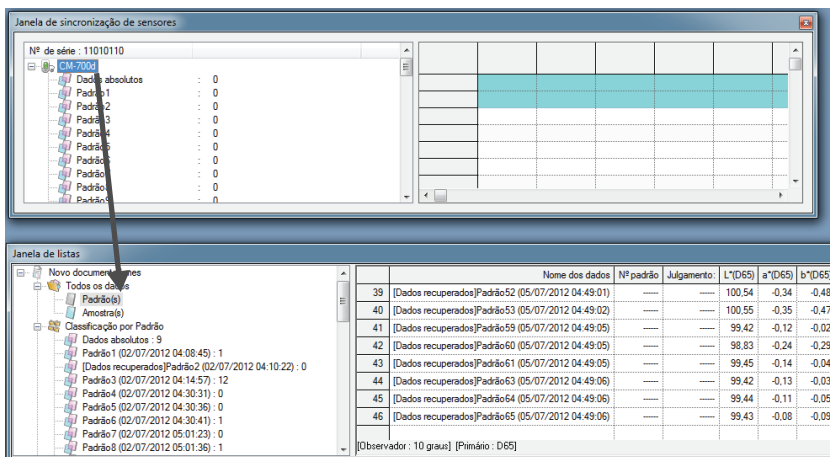 Janela de sincronização de sensores
Nº de série : 11010110
CM-700d
Dados absolutos : 0
Padrão1 : 0
Padrão2 : 0
Padrão3 : 0
Padrão4 : 0
Padrão5 : 0
Padrão6 : 0
Padrão7 : 0
Padrão8 : 0
Padrão9 : 0
Janela de listas
Novo documento
Todos os dados
Padrão(s)
Amostra(s)
Classificação por Padrão
Dados absolutos : 9
Padrão1 (02/07/2012 04:08:45) : 1
[Dados recuperados]Padrão2 (02/07/2012 04:10:22) : 0
Padrão3 (02/07/2012 04:14:57) : 12
Padrão4 (02/07/2012 04:30:31) : 0
Padrão5 (02/07/2012 04:30:36) : 0
Padrão6 (02/07/2012 04:30:41) : 1
Padrão7 (02/07/2012 05:01:23) : 0
Padrão8 (02/07/2012 05:01:36) : 1
Nome dos dados Nº padrão Julgamento: L*(D65) a*(D65) b*(D65)
39 [Dados recuperados]Padrão52 (05/07/2012 04:49:01) ------ ------ 100,54 -0,34 -0,48
40 [Dados recuperados]Padrão53 (05/07/2012 04:49:02) ------ ------ 100,55 -0,35 -0,47
41 [Dados recuperados]Padrão59 (05/07/2012 04:49:05) ------ ------ 99,42 -0,12 -0,02
42 [Dados recuperados]Padrão60 (05/07/2012 04:49:05) ------ ------ 98,83 -0,24 -0,29
43 [Dados recuperados]Padrão61 (05/07/2012 04:49:05) ------ ------ 99,45 -0,14 -0,04
44 [Dados recuperados]Padrão63 (05/07/2012 04:49:06) ------ ------ 99,42 -0,13 -0,03
45 [Dados recuperados]Padrão64 (05/07/2012 04:49:06) ------ ------ 99,44 -0,11 -0,05
46 [Dados recuperados]Padrão65 (05/07/2012 04:49:06) ------ ------ 99,43 -0,08 -0,09
[Observador : 10 graus] [Primário : D65]